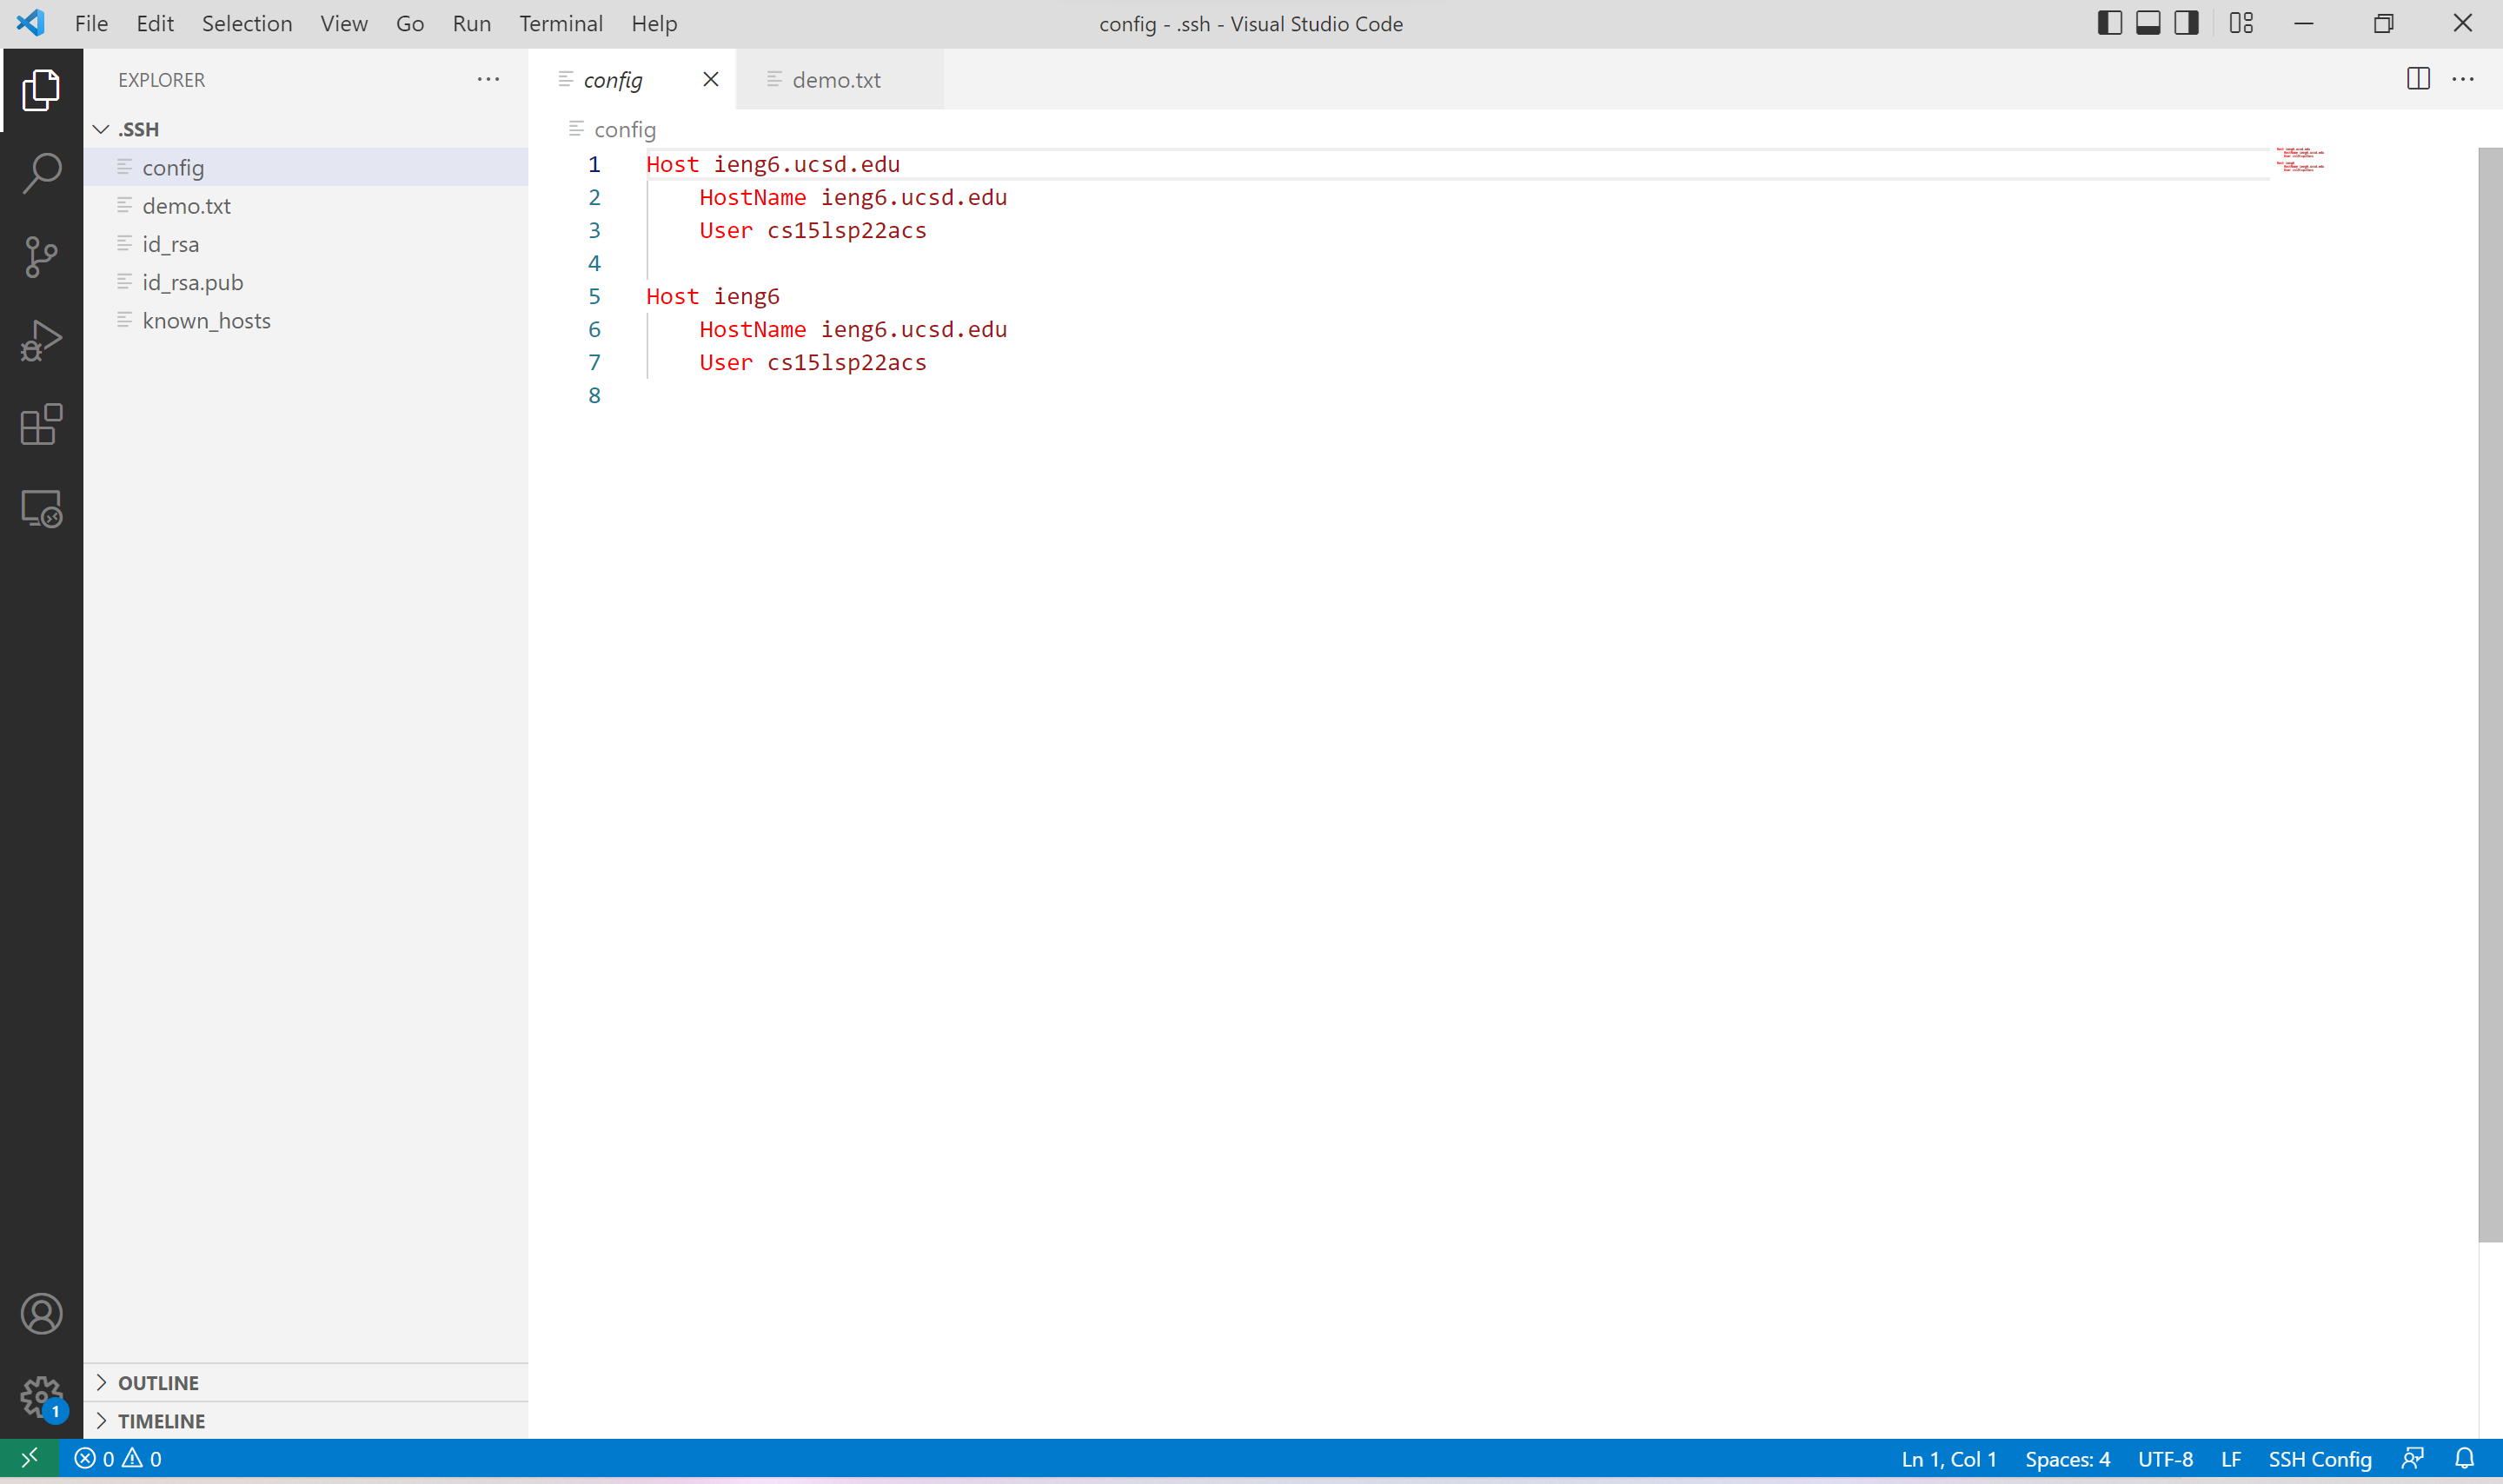 File Edit Selection View Go Run Terminal Help
config - .ssh - Visual Studio Code
EXPLORER
.SSH
config
demo.txt
id_rsa
id_rsa.pub
known_hosts
OUTLINE
TIMELINE
config
demo.txt
config
1 Host ieng6.ucsd.edu
2 HostName ieng6.ucsd.edu
3 User cs15lsp22acs
4
5 Host ieng6
6 HostName ieng6.ucsd.edu
7 User cs15lsp22acs
8
1
0 0
Ln 1, Col 1 Spaces: 4 UTF-8 LF SSH Config